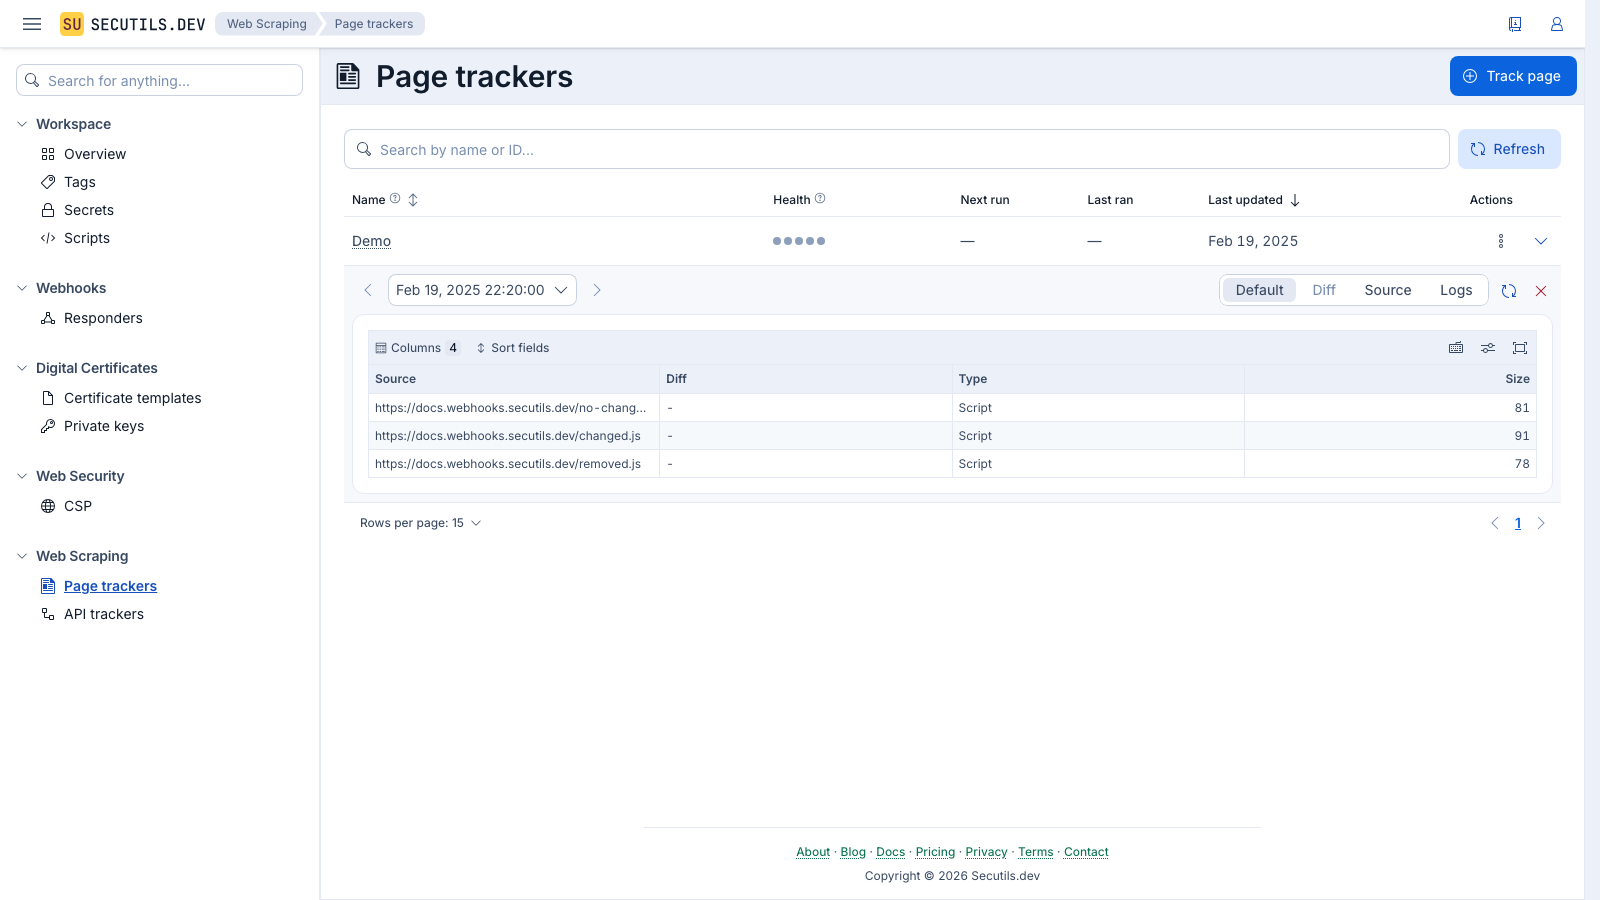 SU SECUTILS.DEV Web Scraping Page trackers
Search for anything...
Workspace
Overview
Tags
Secrets
Scripts
Webhooks
Responders
Digital Certificates
Certificate templates
Private keys
Web Security
CSP
Web Scraping
Page trackers
API trackers
Page trackers Track page
Search by name or ID... Refresh
Name Health Next run Last ran Last updated Actions
Demo — — Feb 19, 2025
Feb 19, 2025 22:20:00 Default Diff Source Logs
Columns 4 Sort fields
Source Diff Type Size
https://docs.webhooks.secutils.dev/no-chang... - Script 81
https://docs.webhooks.secutils.dev/changed.js - Script 91
https://docs.webhooks.secutils.dev/removed.js - Script 78
Rows per page: 15 1
About · Blog · Docs · Pricing · Privacy · Terms · Contact
Copyright © 2026 Secutils.dev